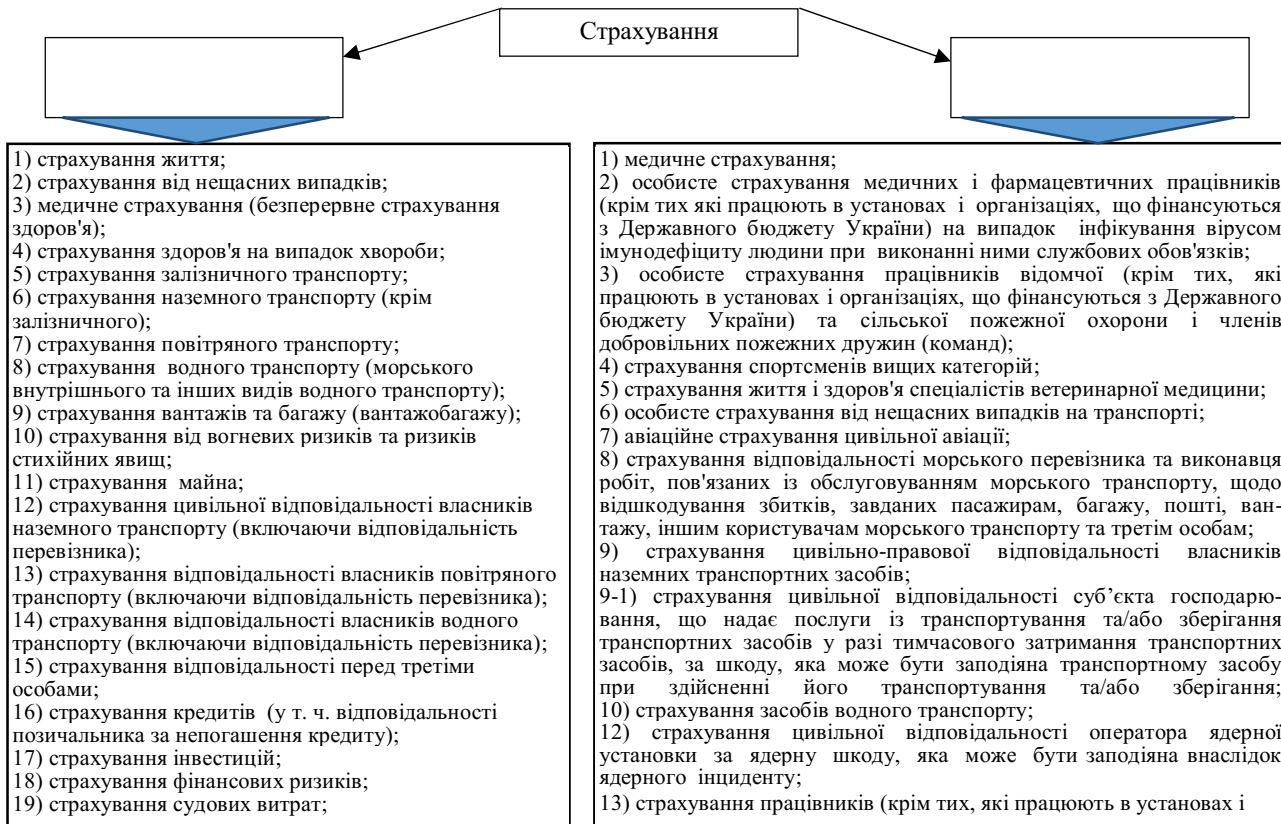 Страхування
1) страхування життя;
2) страхування від нещасних випадків;
3) медичне страхування (безперервне страхування
здоров'я);
4) страхування здоров'я на випадок хвороби;
5) страхування залізничного транспорту;
6) страхування наземного транспорту (крім
залізничного);
7) страхування повітряного транспорту;
8) страхування водного транспорту (морського
внутрішнього та інших видів водного транспорту);
9) страхування вантажів та багажу (вантажобагажу);
10) страхування від вогневих ризиків та ризиків
стихійних явищ;
11) страхування майна;
12) страхування цивільної відповідальності власників
наземного транспорту (включаючи відповідальність
перевізника);
13) страхування відповідальності власників повітряного
транспорту (включаючи відповідальність перевізника);
14) страхування відповідальності власників водного
транспорту (включаючи відповідальність перевізника);
15) страхування відповідальності перед третіми
особами;
16) страхування кредитів (у т. ч. відповідальності
позичальника за непогашення кредиту);
17) страхування інвестицій;
18) страхування фінансових ризиків;
19) страхування судових витрат;
1) медичне страхування;
2) особисте страхування медичних і фармацевтичних працівників
(крім тих які працюють в установах і організаціях, що фінансуються
з Державного бюджету України) на випадок інфікування вірусом
імунодефіциту людини при виконанні ними службових обов'язків;
3) особисте страхування працівників відомчої (крім тих, які
працюють в установах і організаціях, що фінансуються з Державного
бюджету України) та сільської пожежної охорони і членів
добровільних пожежних дружин (команд);
4) страхування спортсменів вищих категорій;
5) страхування життя і здоров'я спеціалістів ветеринарної медицини;
6) особисте страхування від нещасних випадків на транспорті;
7) авіаційне страхування цивільної авіації;
8) страхування відповідальності морського перевізника та виконавця
робіт, пов'язаних із обслуговуванням морського транспорту, щодо
відшкодування збитків, завданих пасажирам, багажу, пошті, ван-
тажу, іншим користувачам морського транспорту та третім особам;
9) страхування цивільно-правової відповідальності власників
наземних транспортних засобів;
9-1) страхування цивільної відповідальності суб’єкта господарю-
вання, що надає послуги із транспортування та/або зберігання
транспортних засобів у разі тимчасового затримання транспортних
засобів, за шкоду, яка може бути заподіяна транспортному засобу
при здійсненні його транспортування та/або зберігання;
10) страхування засобів водного транспорту;
12) страхування цивільної відповідальності оператора ядерної
установки за ядерну шкоду, яка може бути заподіяна внаслідок
ядерного інциденту;
13) страхування працівників (крім тих, які працюють в установах і